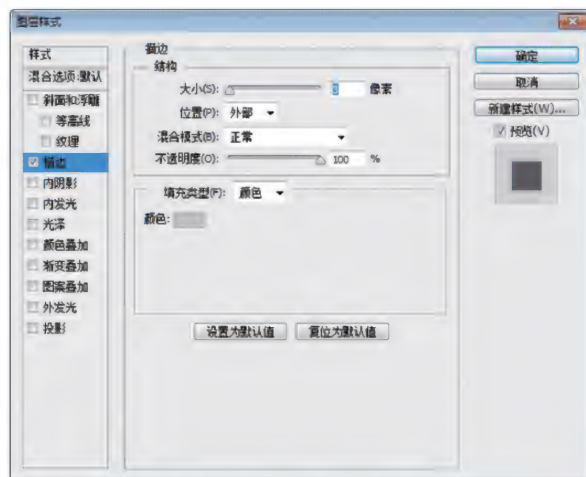 图层样式
样式
混合选项:默认
斜面和浮雕
等高线
纹理
描边
内阴影
内发光
光泽
颜色叠加
渐变叠加
图案叠加
外发光
投影
描边
结构
大小(S): 3 像素
位置(P): 外部
混合模式(B): 正常
不透明度(O): 100 %
填充类型(F): 颜色
颜色:
设置为默认值 复位为默认值
确定
取消
新建样式(W)...
预览(V)